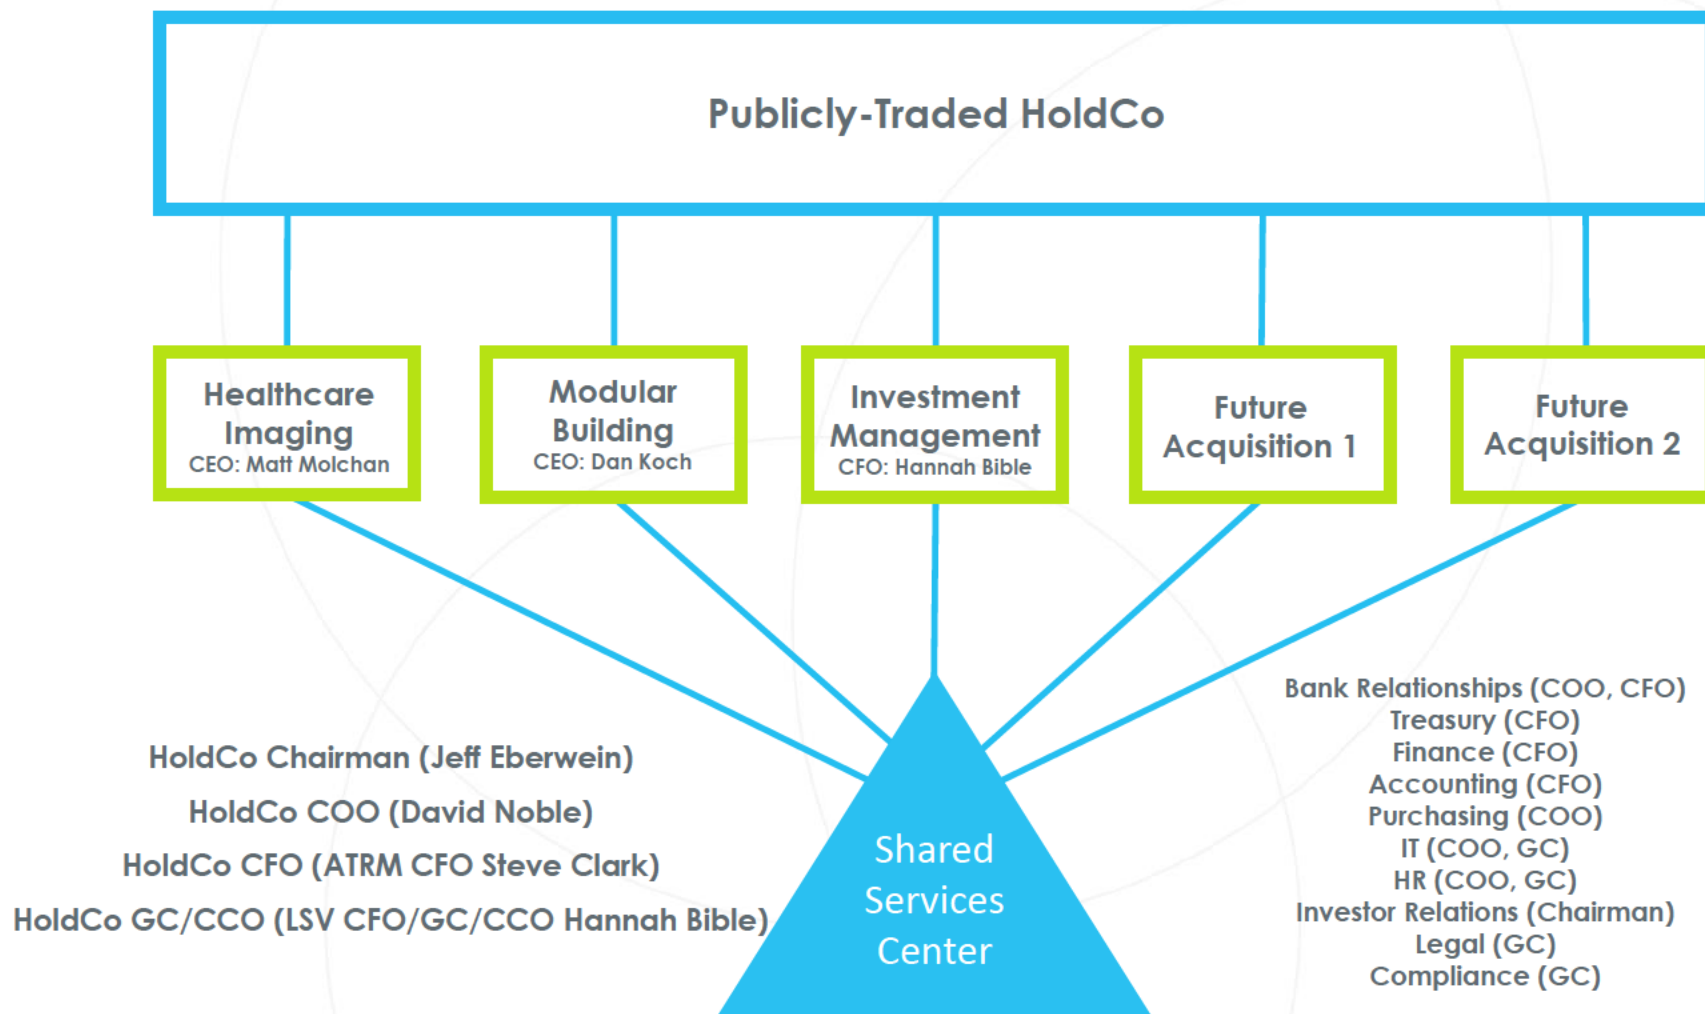 Publicly-Traded HoldCo
Healthcare
Imaging
CEO: Matt Molchan
Modular
Building
CEO: Dan Koch
Investment
Management
CFO: Hannah Bible
Future
Acquisition 1
Future
Acquisition 2
HoldCo Chairman (Jeff Eberwein)
HoldCo COO (David Noble)
HoldCo CFO (ATRM CFO Steve Clark)
HoldCo GC/CCO (LSV CFO/GC/CCO Hannah Bible)
Shared
Services
Center
Bank Relationships (COO, CFO)
Treasury (CFO)
Finance (CFO)
Accounting (CFO)
Purchasing (COO)
IT (COO, GC)
HR (COO, GC)
Investor Relations (Chairman)
Legal (GC)
Compliance (GC)